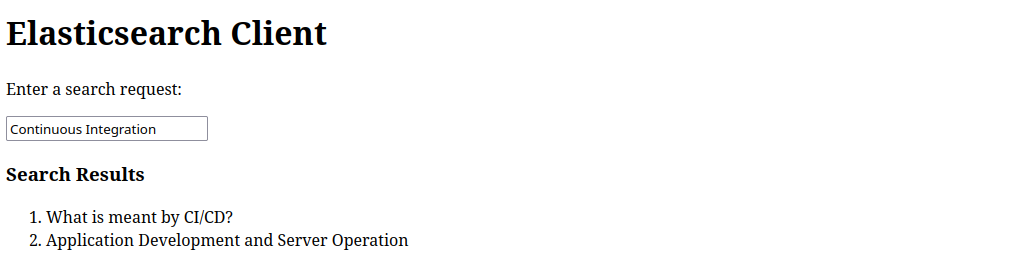 Elasticsearch Client
Enter a search request:
Continuous Integration
Search Results
1. What is meant by CI/CD?
2. Application Development and Server Operation